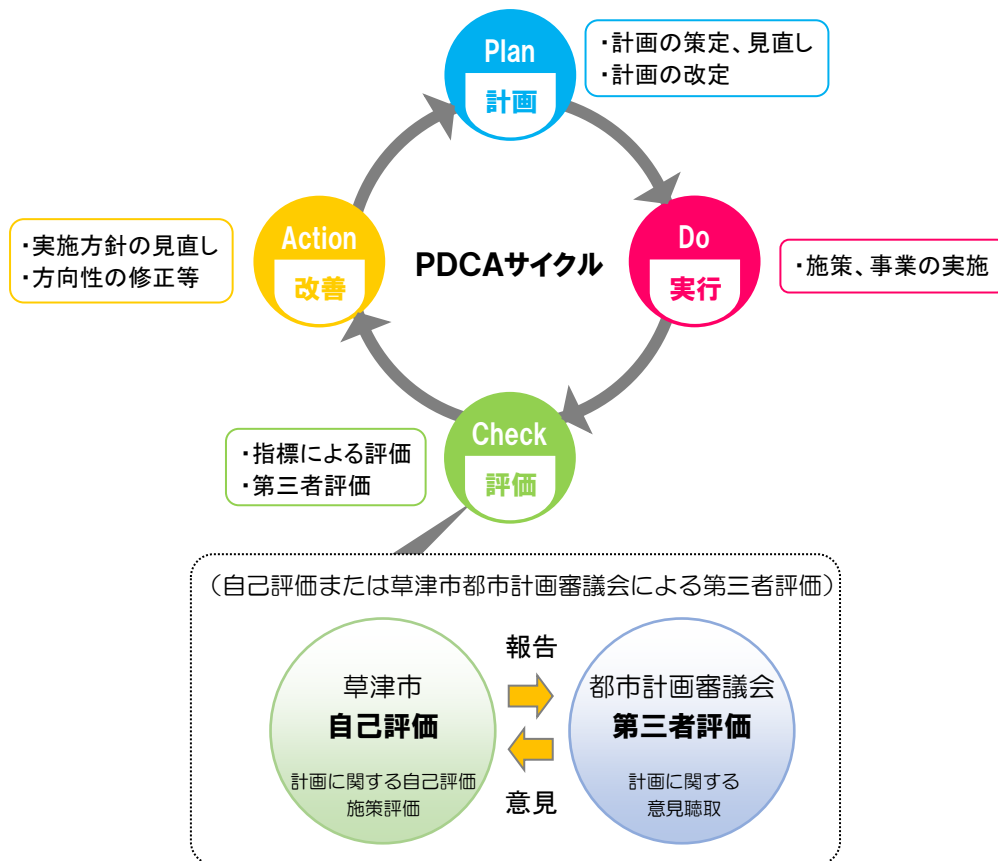 Plan
計画
・計画の策定、見直し
・計画の改定
Do
実行
・施策、事業の実施
PDCAサイクル
Action
改善
・実施方針の見直し
・方向性の修正等
Check
評価
・指標による評価
・第三者評価
（自己評価または草津市都市計画審議会による第三者評価）
草津市
自己評価
計画に関する自己評価
施策評価
報告
意見
都市計画審議会
第三者評価
計画に関する
意見聴取